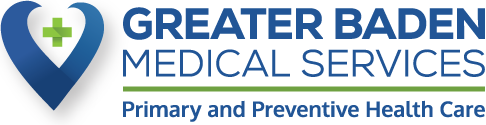 GREATER BADEN
MEDICAL SERVICES
Primary and Preventive Health Care